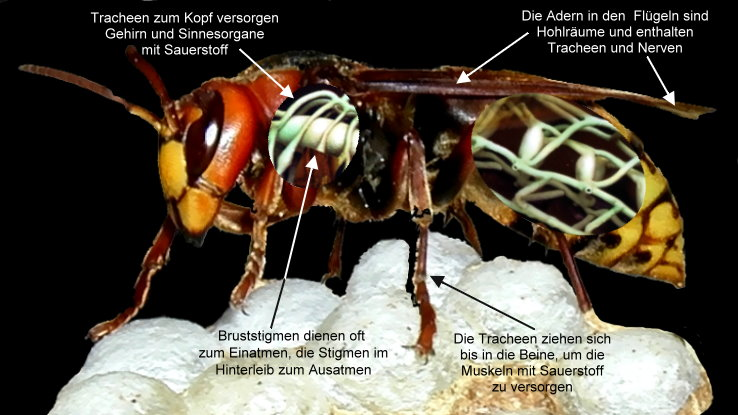 Tracheen zum Kopf versorgen
Gehirn und Sinnesorgane
mit Sauerstoff
Die Adern in den Flügeln sind
Hohlräume und enthalten
Tracheen und Nerven
Bruststigmen dienen oft
zum Einatmen, die Stigmen im
Hinterleib zum Ausatmen
Die Tracheen ziehen sich
bis in die Beine, um die
Muskeln mit Sauerstoff
zu versorgen